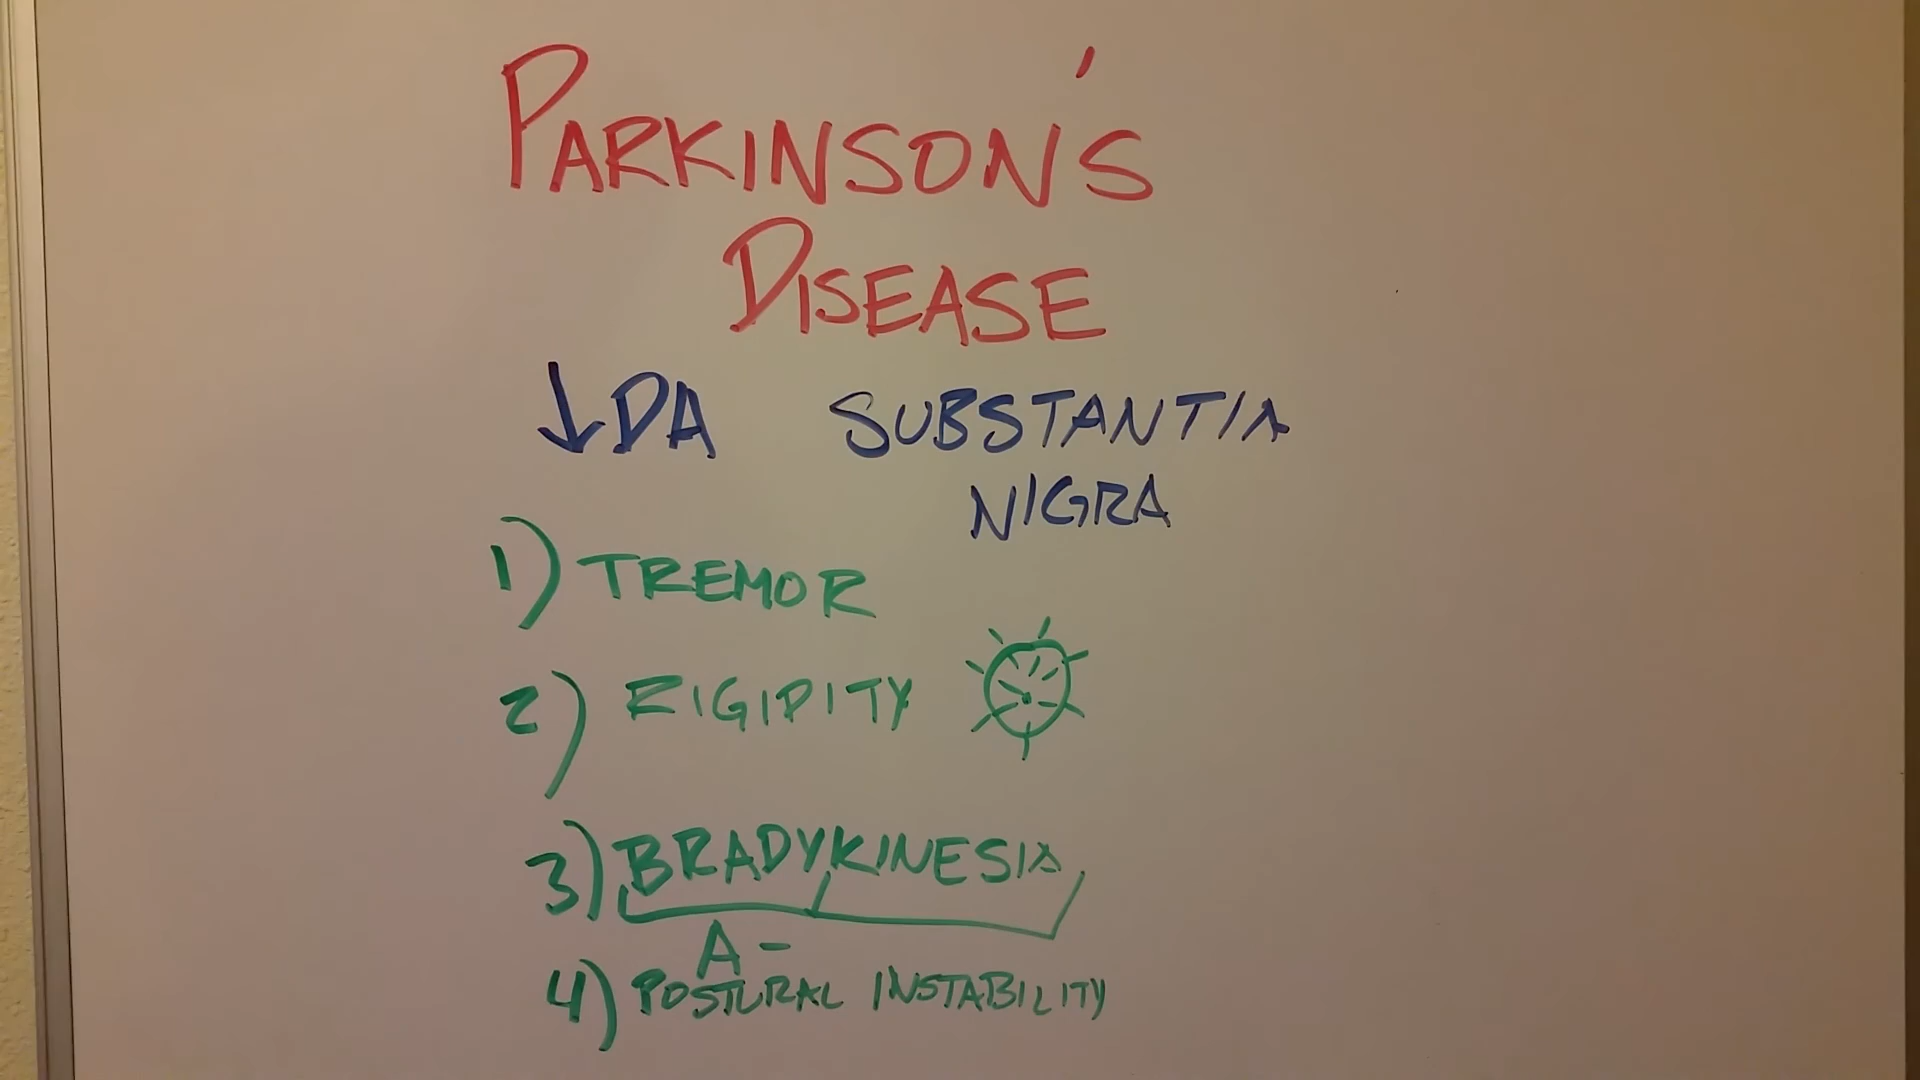 PARKINSON'S
DISEASE
↓DA SUBSTANTIA
NIGRA
1) TREMOR
2) RIGIDITY
3) BRADYKINESIA
A -
4) POSTURAL INSTABILITY